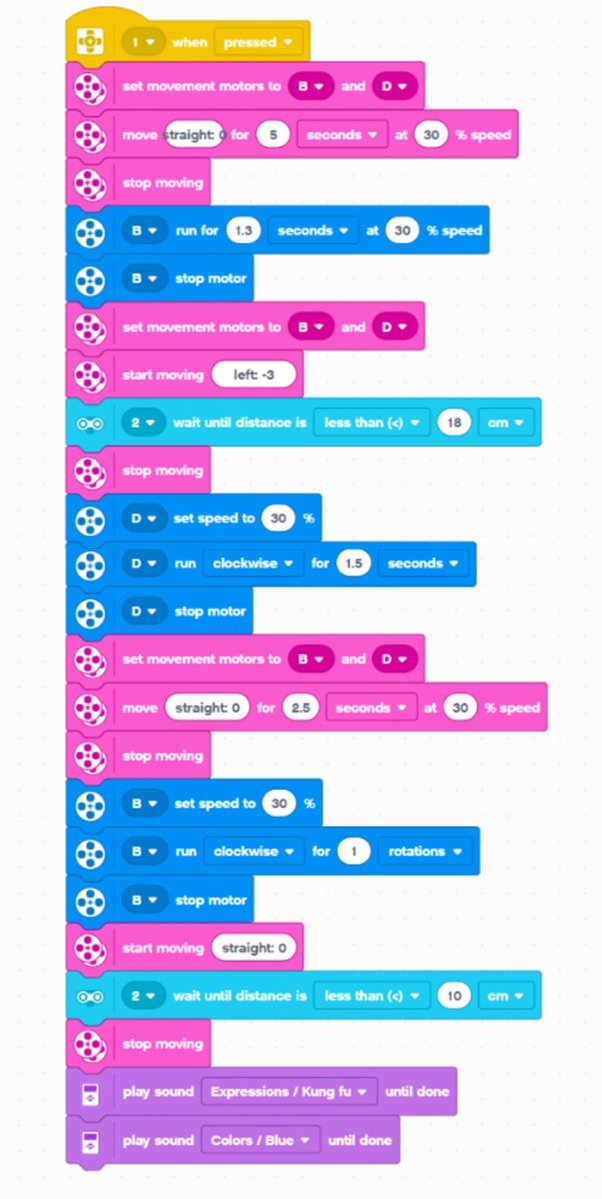 1 when pressed
set movement motors to B and D
move straight: 0 for 5 seconds at 30 % speed
stop moving
B run for 1.3 seconds at 30 % speed
B stop motor
set movement motors to B and D
start moving left: -3
2 wait until distance is less than (<) 18 cm
stop moving
D set speed to 30 %
D run clockwise for 1.5 seconds
D stop motor
set movement motors to B and D
move straight: 0 for 2.5 seconds at 30 % speed
stop moving
B set speed to 30 %
B run clockwise for 1 rotations
B stop motor
start moving straight: 0
2 wait until distance is less than (<) 10 cm
stop moving
play sound Expressions / Kung fu until done
play sound Colors / Blue until done